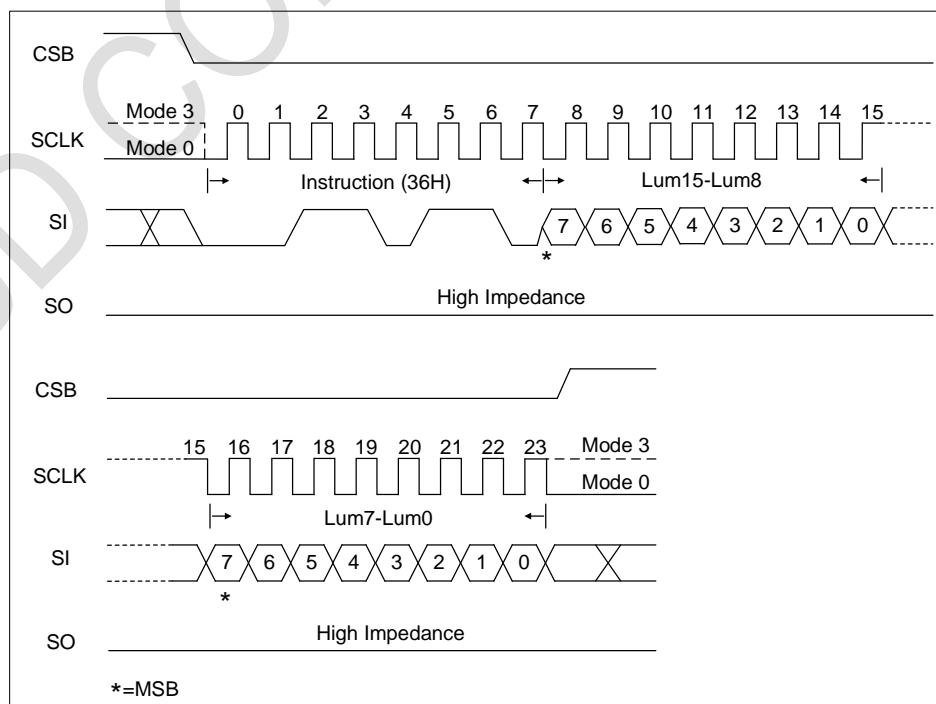 CSB
Mode 3 0 1 2 3 4 5 6 7 8 9 10 11 12 13 14 15
SCLK
Mode 0
Instruction (36H) Lum15-Lum8
SI 7 6 5 4 3 2 1 0
*
High Impedance
SO
CSB
15 16 17 18 19 20 21 22 23 Mode 3
SCLK
Mode 0
Lum7-Lum0
SI 7 6 5 4 3 2 1 0
*
High Impedance
SO
*=MSB